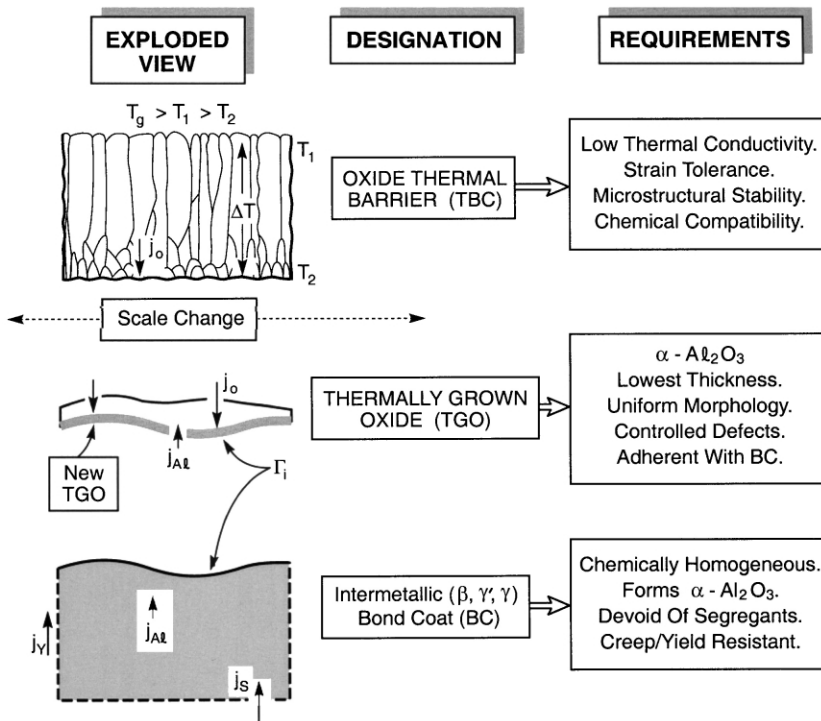 EXPLODED
VIEW
DESIGNATION
REQUIREMENTS
T_g > T_1 > T_2
T_1
ΔT
j_o
T_2
OXIDE THERMAL
BARRIER (TBC)
Low Thermal Conductivity.
Strain Tolerance.
Microstructural Stability.
Chemical Compatibility.
Scale Change
j_o
j_Aℓ
New
TGO
Γ_i
THERMALLY GROWN
OXIDE (TGO)
α - Aℓ₂O₃
Lowest Thickness.
Uniform Morphology.
Controlled Defects.
Adherent With BC.
j_Y
j_Aℓ
j_S
Intermetallic (β, γ′, γ)
Bond Coat (BC)
Chemically Homogeneous.
Forms α - Al₂O₃.
Devoid Of Segregants.
Creep/Yield Resistant.